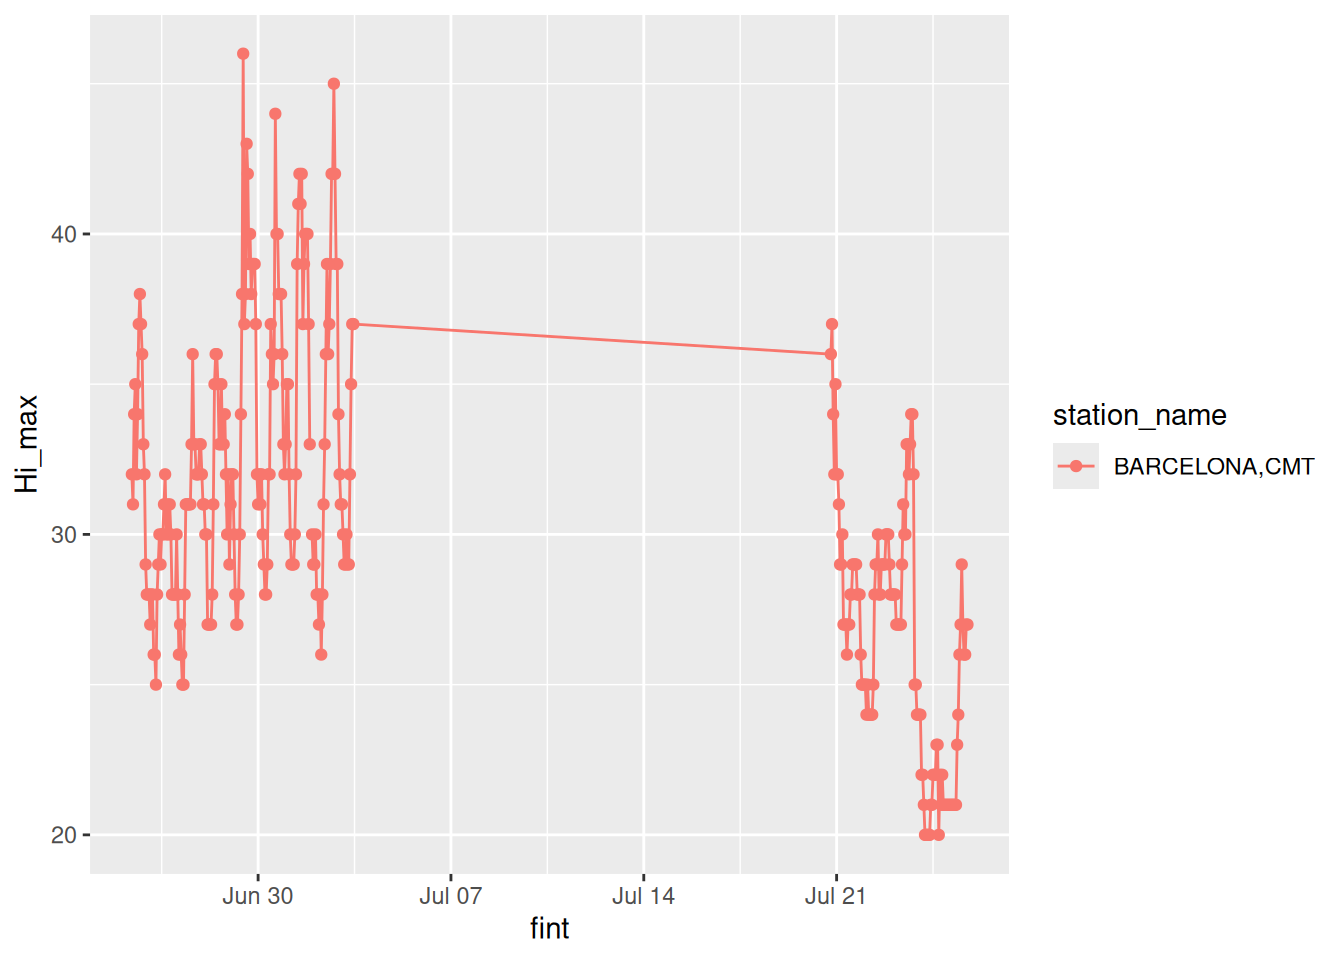 40
30
20
Hi_max
Jun 30
Jul 07
Jul 14
Jul 21
fint
station_name
BARCELONA,CMT